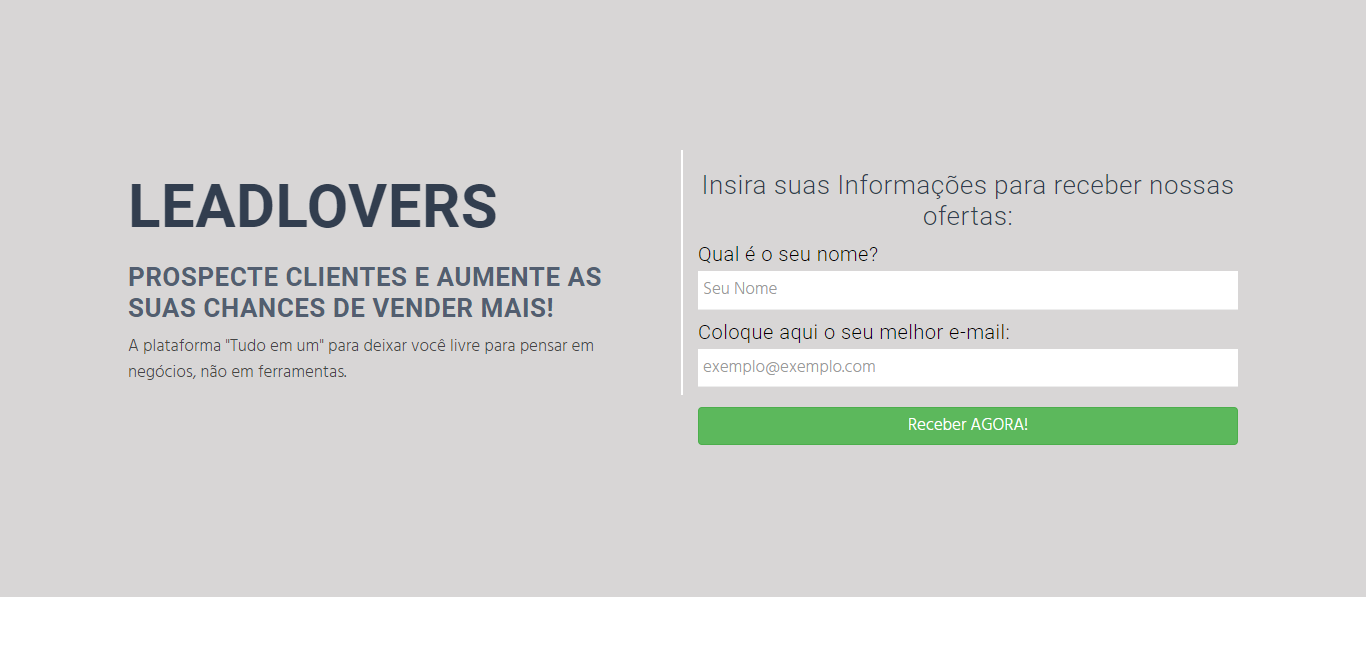 LEADLOVERS
PROSPECTE CLIENTES E AUMENTE AS
SUAS CHANCES DE VENDER MAIS!
A plataforma "Tudo em um" para deixar você livre para pensar em
negócios, não em ferramentas.
Insira suas Informações para receber nossas
ofertas:
Qual é o seu nome?
Seu Nome
Coloque aqui o seu melhor e-mail:
exemplo@exemplo.com
Receber AGORA!